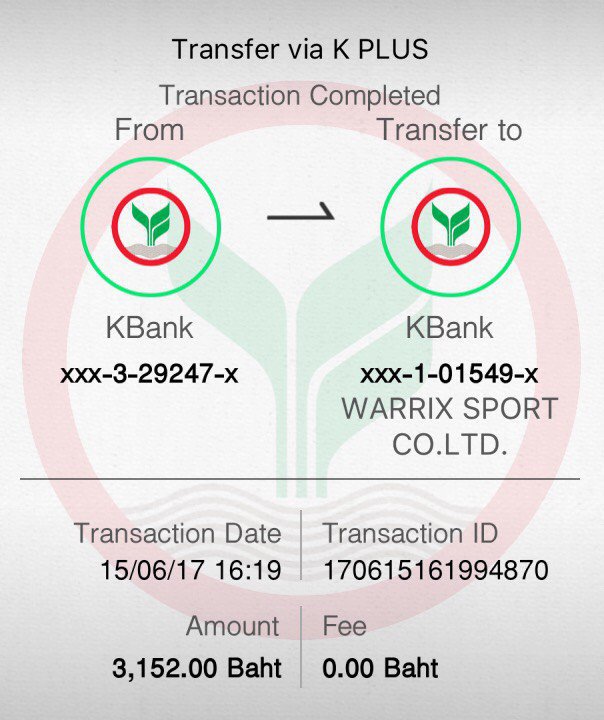 Transfer via K PLUS
Transaction Completed
From
Transfer to
KBank
KBank
xxx-3-29247-x
xxx-1-01549-x
WARRIX SPORT
CO.LTD.
Transaction Date
Transaction ID
15/06/17 16:19
170615161994870
Amount
Fee
3,152.00 Baht
0.00 Baht